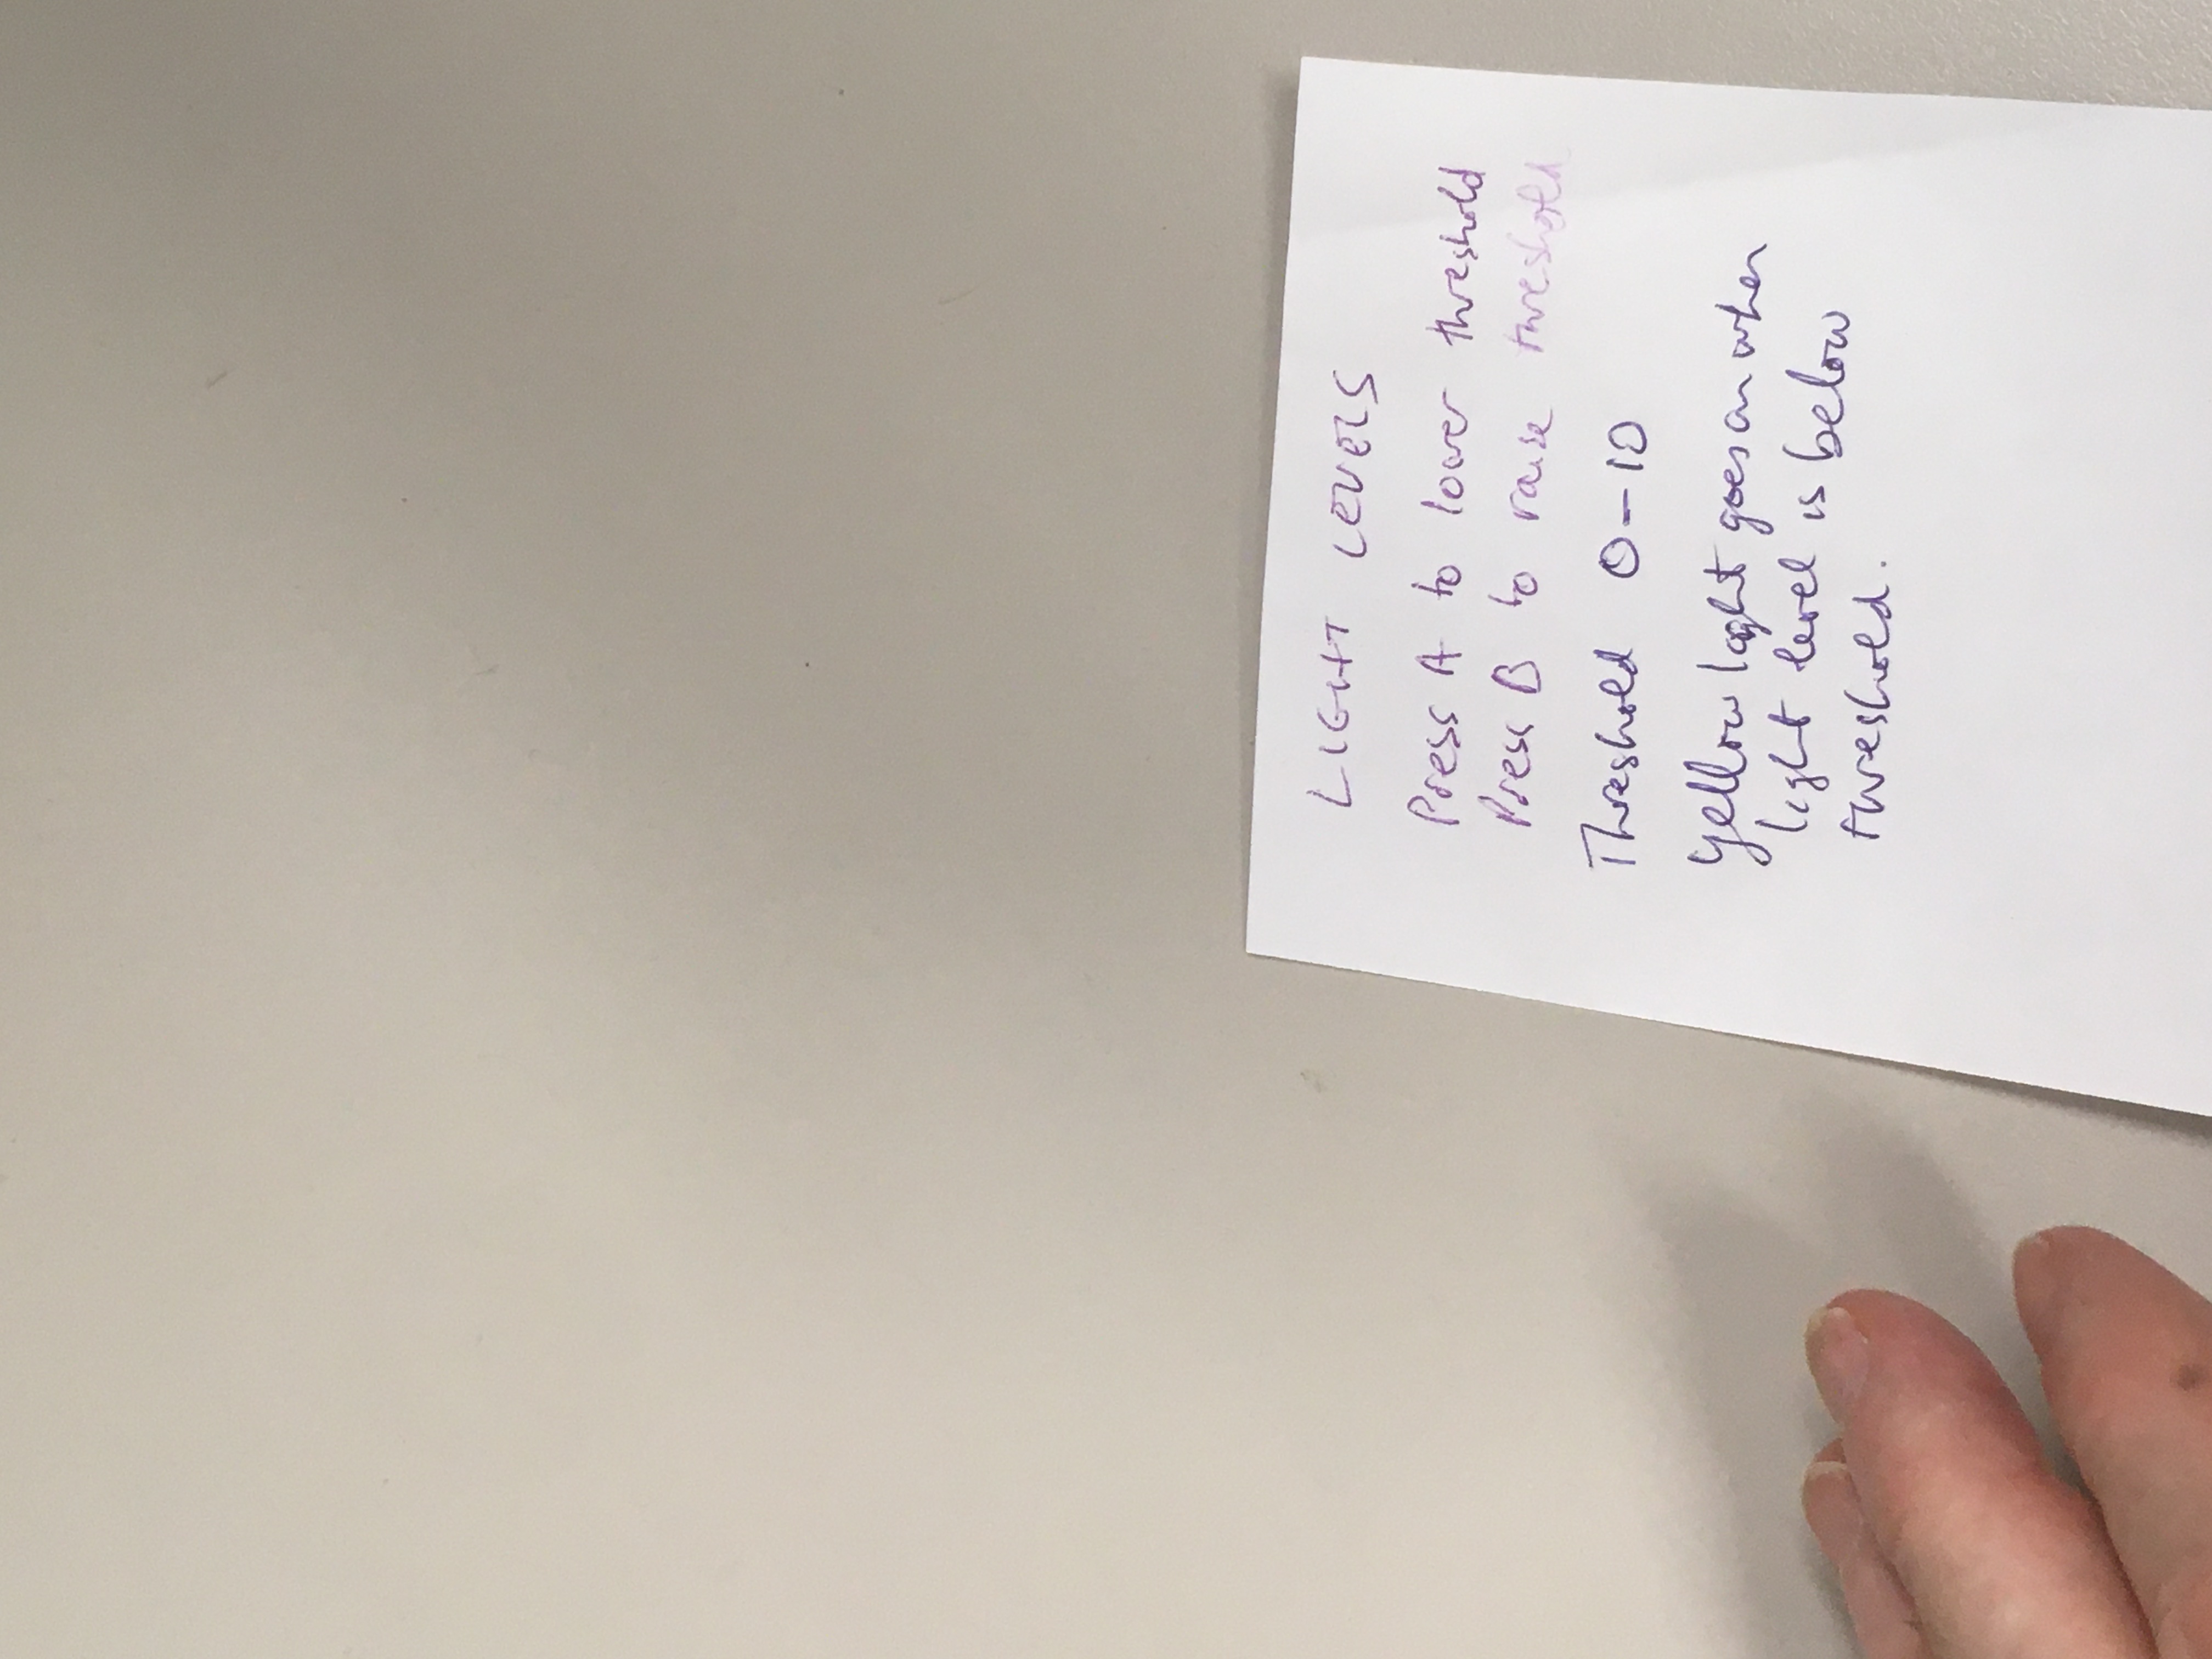 LIGHT LEVELS
Press A to lower threshold
Press B to raise threshold
Threshold 0-10
Yellow light goes on when
light level is below
threshold.